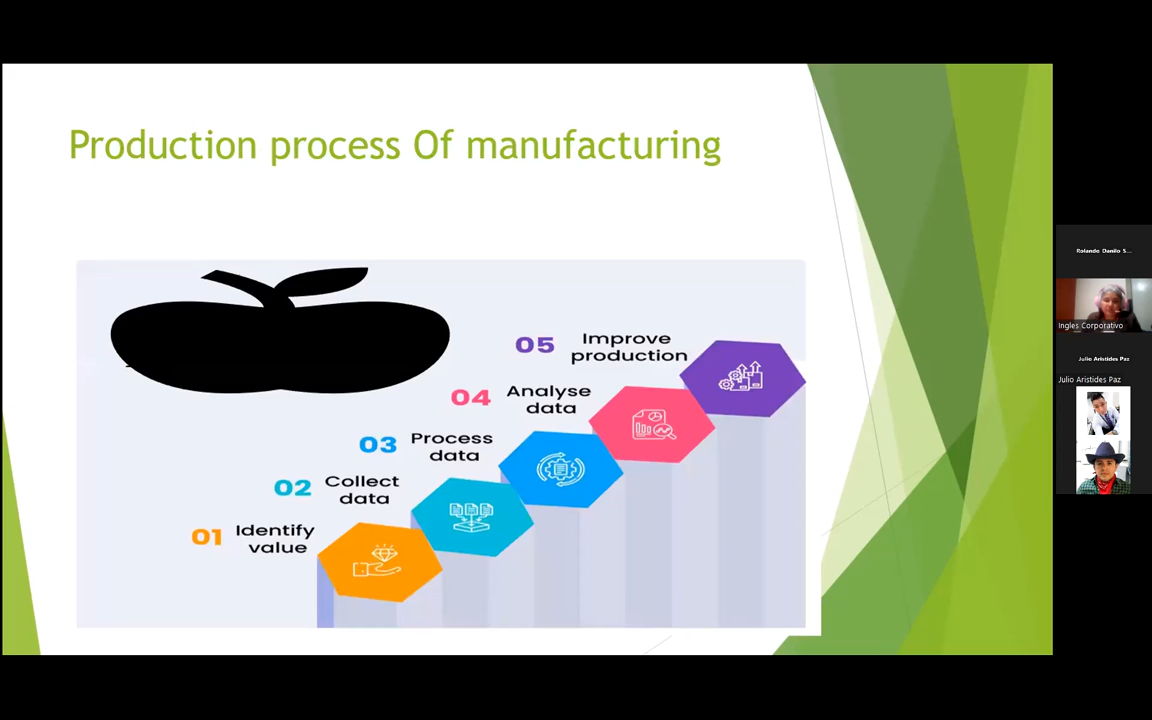 Production process Of manufacturing
05 Improve
production
04 Analyse
data
03 Process
data
02 Collect
data
01 Identify
value
Rolando Danilo S...
Ingles Corporativo
Julio Aristides Paz
Julio Aristides Paz